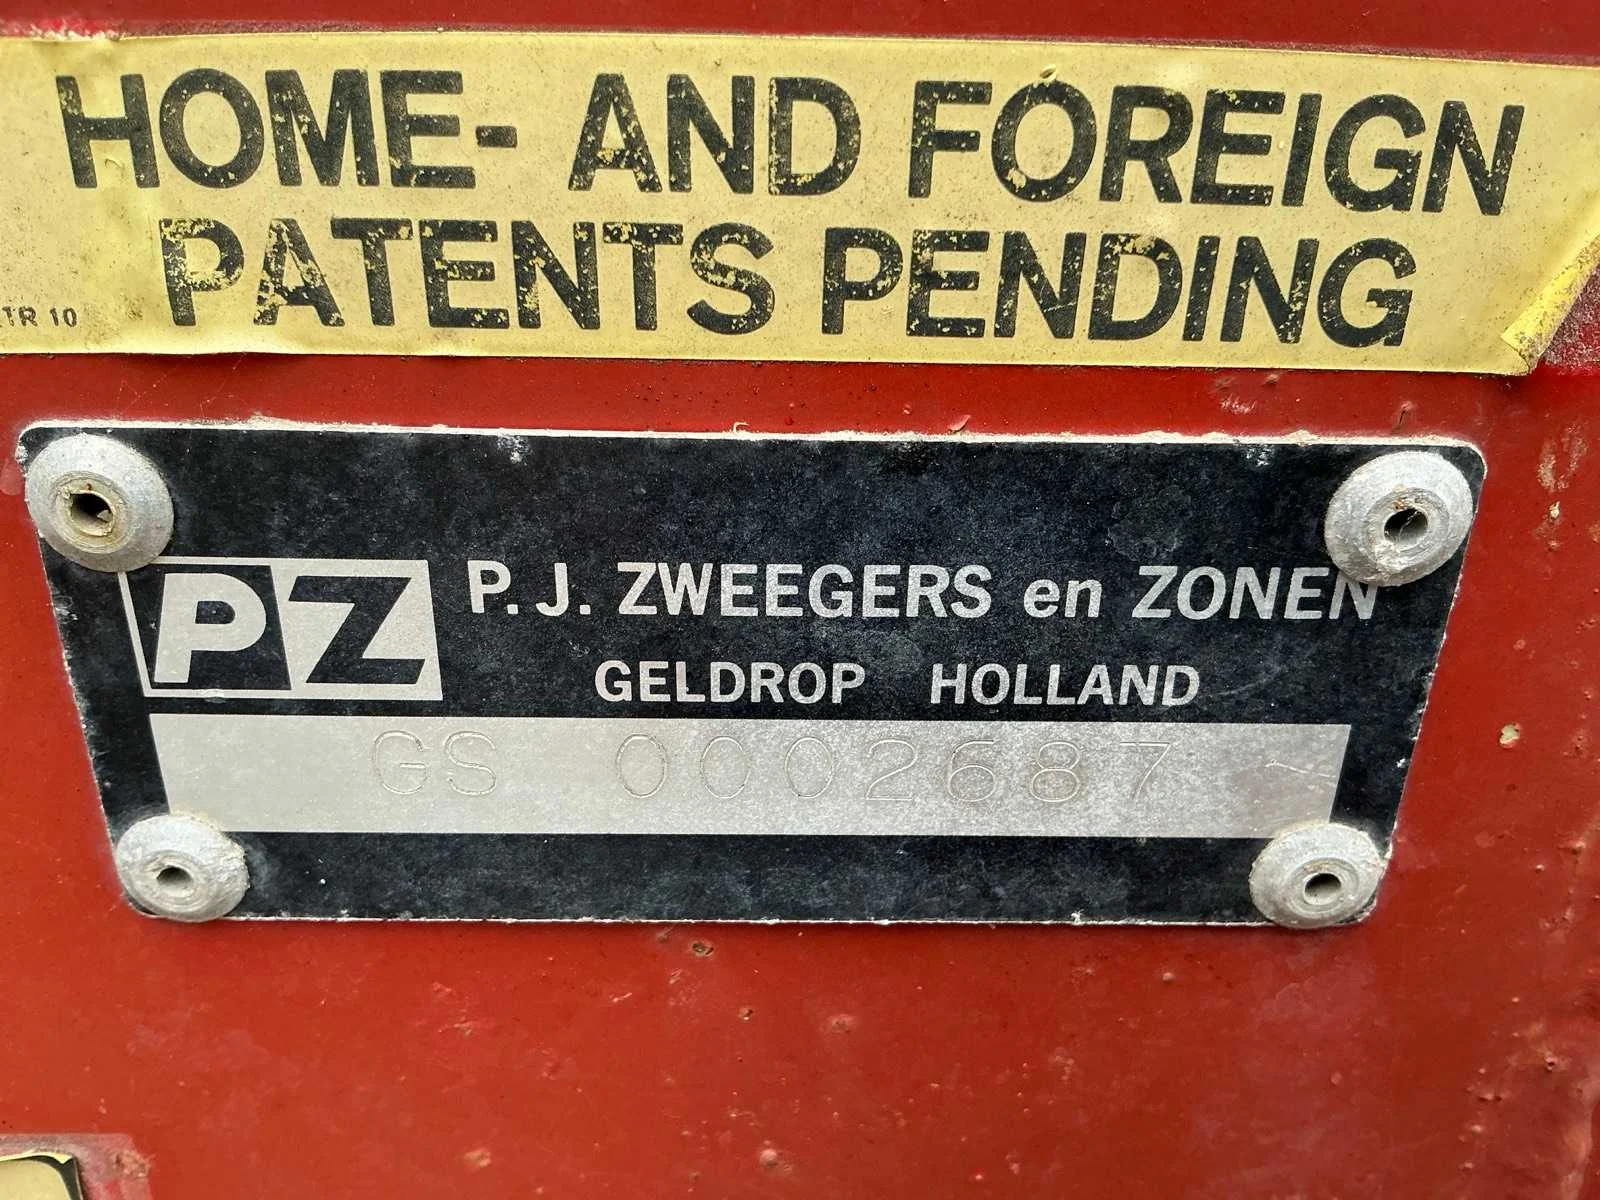 HOME- AND FOREIGN
PATENTS PENDING
TR 10
PZ
P.J. ZWEEGERS en ZONEN
GELDROP HOLLAND
GS 0002687